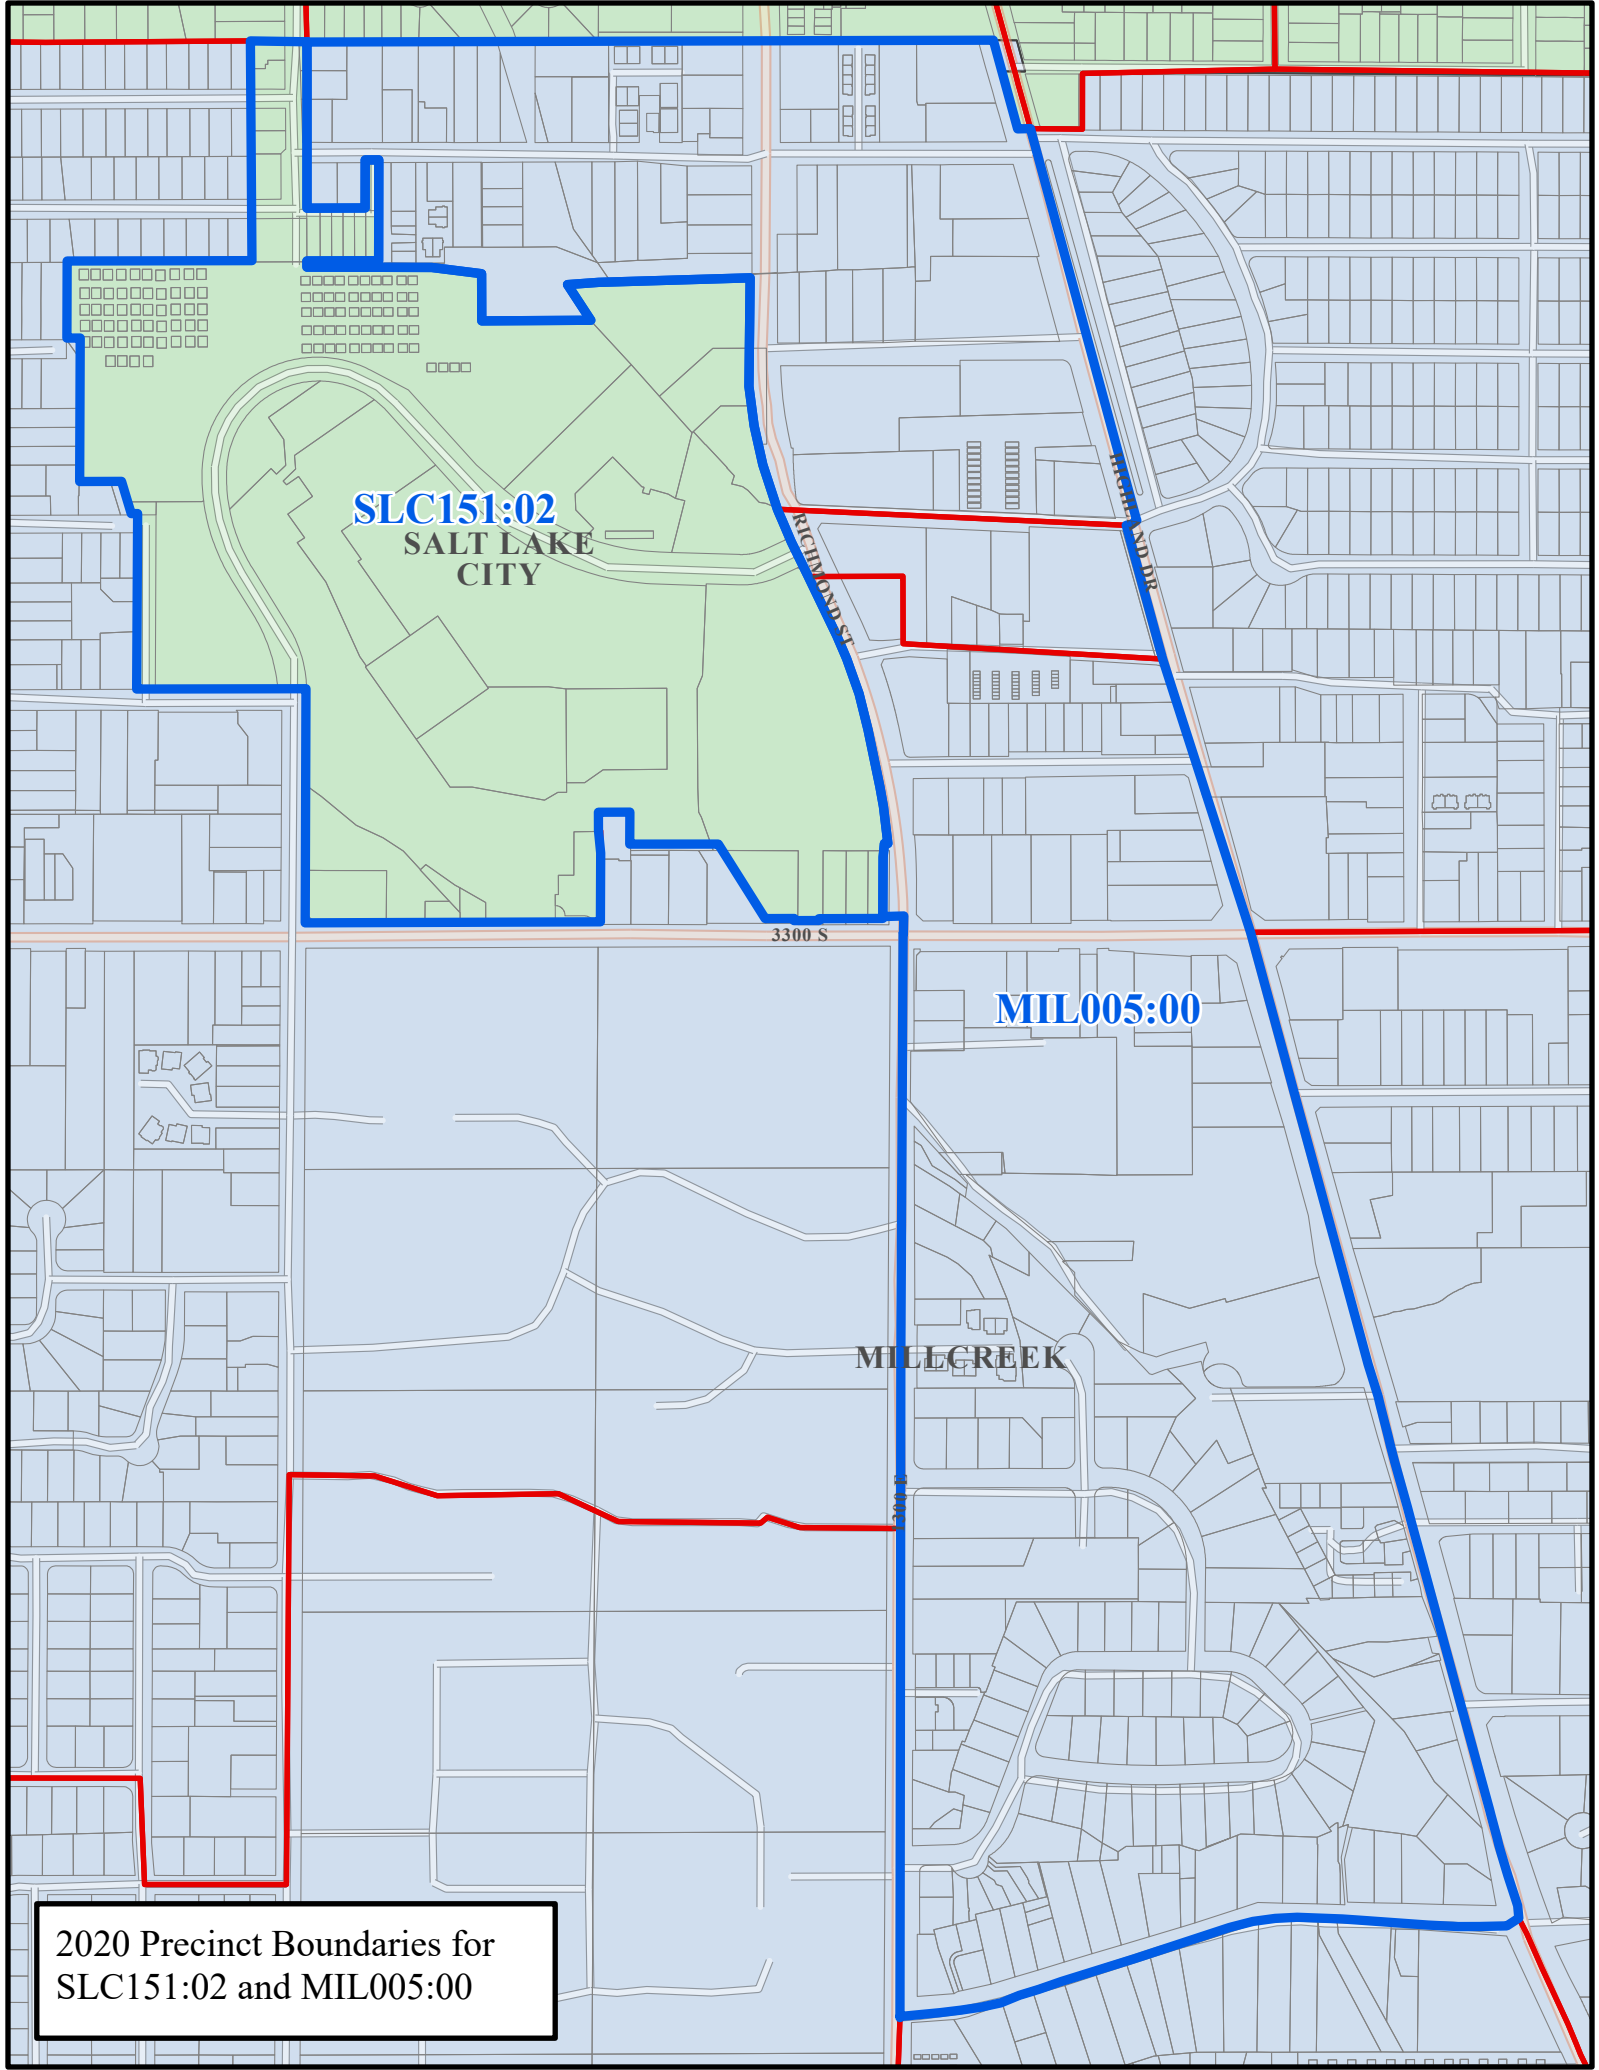 HIGHLAND DR
SLC151:02
SALT LAKE
CITY
RICHMOND ST
3300 S
MIL005:00
MILLCREEK
1300 E
2020 Precinct Boundaries for
SLC151:02 and MIL005:00